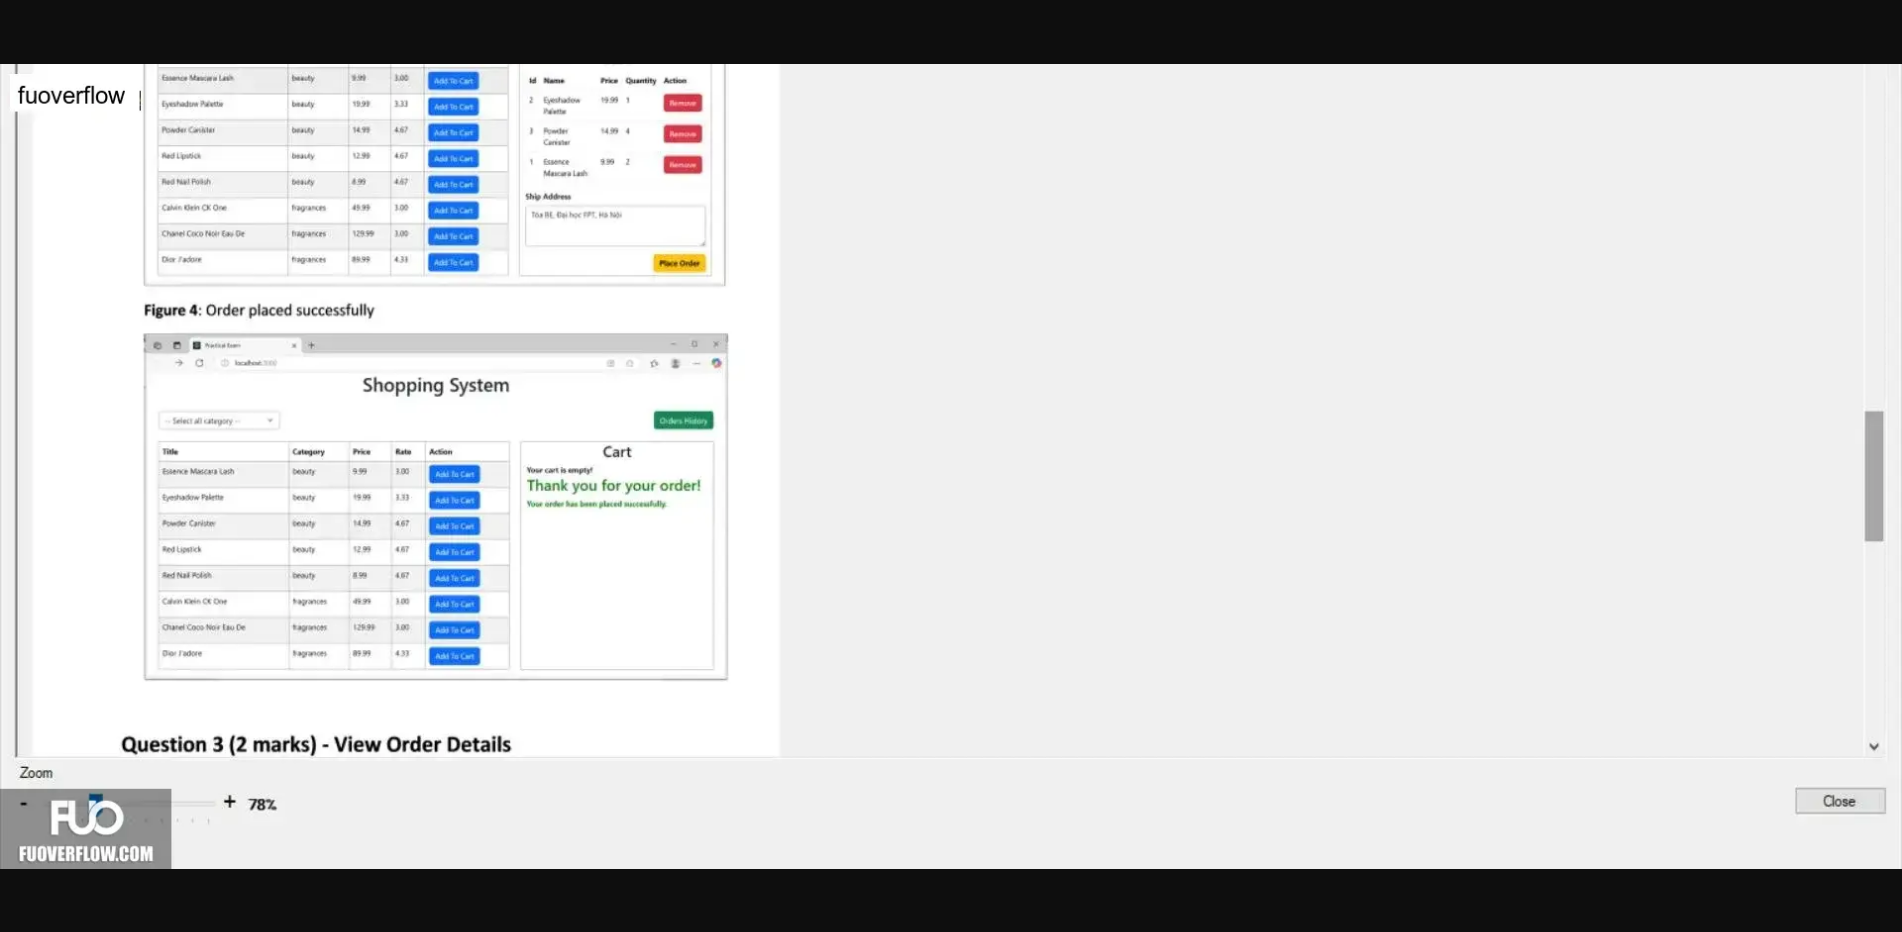 fuoverflow
Essence Mascara Lash beauty 9.99 3.00 Add To Cart
Eyeshadow Palette beauty 19.99 3.33 Add To Cart
Powder Canister beauty 14.99 4.67 Add To Cart
Red Lipstick beauty 12.99 4.67 Add To Cart
Red Nail Polish beauty 8.99 4.67 Add To Cart
Calvin Klein CK One fragrances 49.99 3.00 Add To Cart
Chanel Coco Noir Eau De fragrances 129.99 3.00 Add To Cart
Dior J'adore fragrances 89.99 4.33 Add To Cart
Id Name Price Quantity Action
2 Eyeshadow 19.99 1 Remove
Palette
3 Powder 14.99 4 Remove
Canister
1 Essence 9.99 2 Remove
Mascara Lash
Ship Address
Tòa BE, Đại học FPT, Hà Nội
Place Order
Figure 4: Order placed successfully
Practical Exam
localhost:3000
Shopping System
-- Select all category --
Orders History
Title Category Price Rate Action
Essence Mascara Lash beauty 9.99 3.00 Add To Cart
Eyeshadow Palette beauty 19.99 3.33 Add To Cart
Powder Canister beauty 14.99 4.67 Add To Cart
Red Lipstick beauty 12.99 4.67 Add To Cart
Red Nail Polish beauty 8.99 4.67 Add To Cart
Calvin Klein CK One fragrances 49.99 3.00 Add To Cart
Chanel Coco Noir Eau De fragrances 129.99 3.00 Add To Cart
Dior J'adore fragrances 89.99 4.33 Add To Cart
Cart
Your cart is empty!
Thank you for your order!
Your order has been placed successfully.
Question 3 (2 marks) - View Order Details
Zoom
- + 78%
Close
FUO
FUOVERFLOW.COM